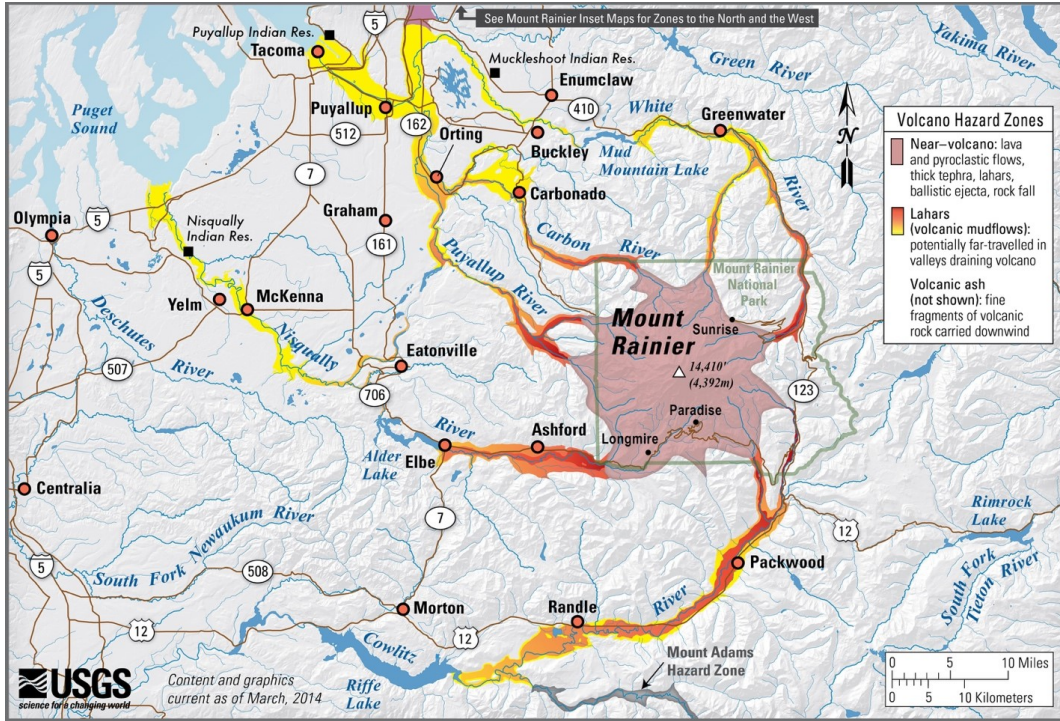 See Mount Rainier Inset Maps for Zones to the North and the West
5
Puyallup Indian Res.
Tacoma
Muckleshoot Indian Res.
Enumclaw
Green River
Yakima River
Puget
Sound
Puyallup
512
162
Orting
410
White
Greenwater
Buckley
Mud
Mountain Lake
River
N
7
Carbonado
Olympia
5
Nisqually
Indian Res.
Graham
161
Carbon River
Puyallup
River
Mount Rainier
National
Park
5
Yelm
McKenna
Deschutes
River
Nisqually
Mount
Rainier
Sunrise
14,410'
(4,392m)
507
Eatonville
706
123
Paradise
Longmire
River
Ashford
Alder
Lake
Elbe
Centralia
7
Rimrock
Lake
12
South Fork Newaukum River
5
508
Packwood
South Fork
Tieton River
Morton
Randle
River
12
12
Cowlitz
Riffe
Lake
Mount Adams
Hazard Zone
Volcano Hazard Zones
Near–volcano: lava
and pyroclastic flows,
thick tephra, lahars,
ballistic ejecta, rock fall
Lahars
(volcanic mudflows):
potentially far-travelled in
valleys draining volcano
Volcanic ash
(not shown): fine
fragments of volcanic
rock carried downwind
0 5 10 Miles
0 5 10 Kilometers
USGS
science for a changing world
Content and graphics
current as of March, 2014